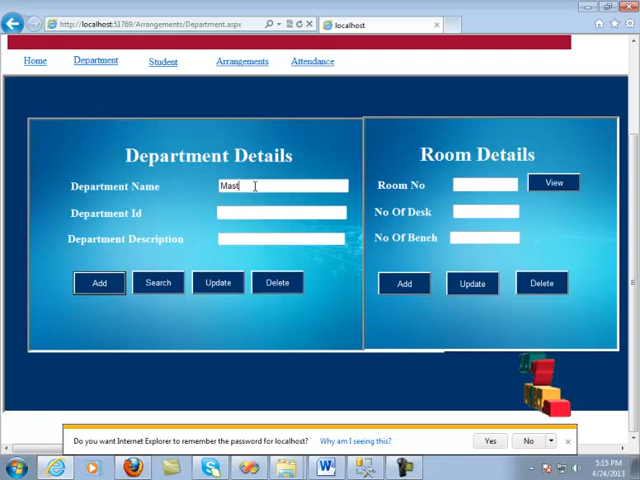 http://localhost:51769/Arrangements/Department.aspx
localhost
Home
Department
Student
Arrangements
Attendance
Department Details
Department Name
Mast
Department Id
Department Description
Add
Search
Update
Delete
Room Details
Room No
View
No Of Desk
No Of Bench
Add
Update
Delete
Do you want Internet Explorer to remember the password for localhost?
Why am I seeing this?
Yes
No
5:15 PM
4/24/2013